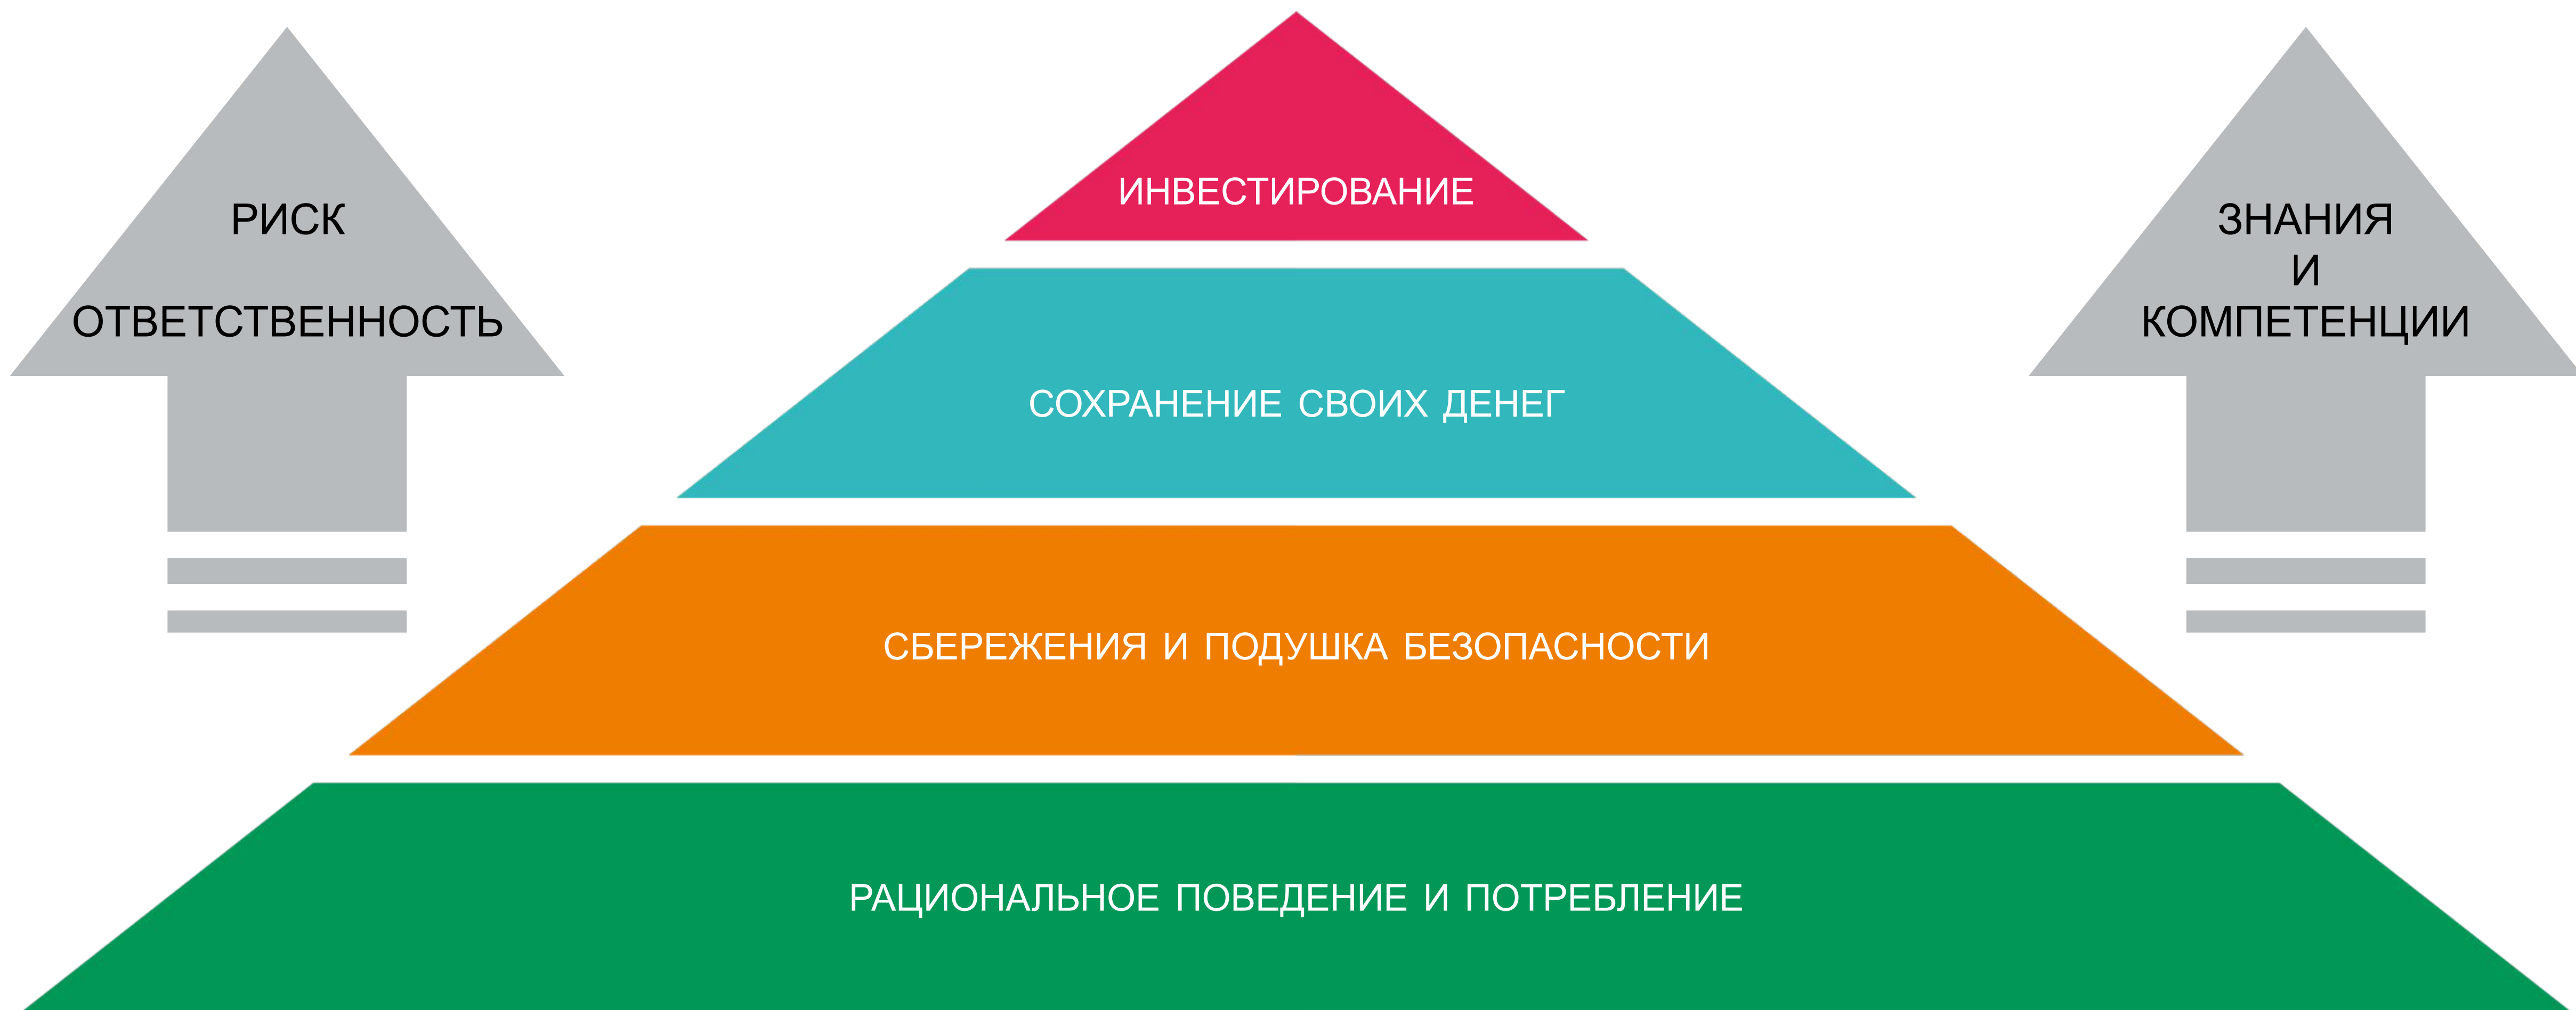 РИСК
ОТВЕТСТВЕННОСТЬ
ИНВЕСТИРОВАНИЕ
ЗНАНИЯ
И
КОМПЕТЕНЦИИ
СОХРАНЕНИЕ СВОИХ ДЕНЕГ
СБЕРЕЖЕНИЯ И ПОДУШКА БЕЗОПАСНОСТИ
РАЦИОНАЛЬНОЕ ПОВЕДЕНИЕ И ПОТРЕБЛЕНИЕ